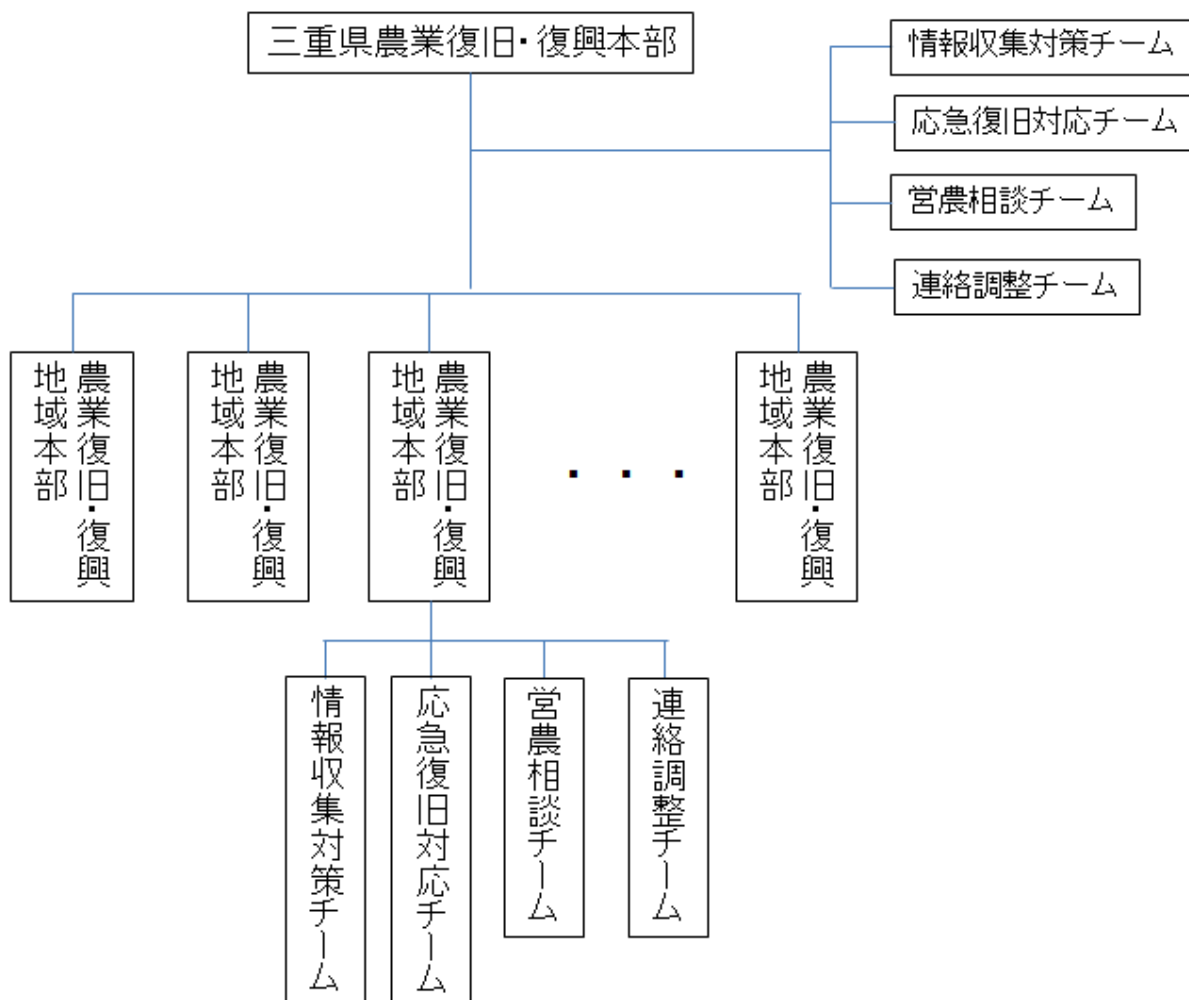 三重県農業復旧・復興本部
情報収集対策チーム
応急復旧対応チーム
営農相談チーム
連絡調整チーム
農業復旧・復興
地域本部
農業復旧・復興
地域本部
農業復旧・復興
地域本部
・・・
農業復旧・復興
地域本部
情報収集対策チーム
応急復旧対応チーム
営農相談チーム
連絡調整チーム